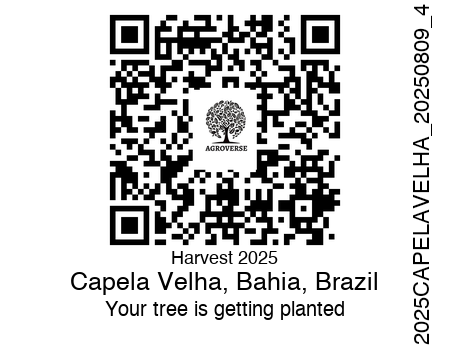 AGROVERSE
Harvest 2025
Capela Velha, Bahia, Brazil
Your tree is getting planted
2025CAPELAVELHA_20250809_4